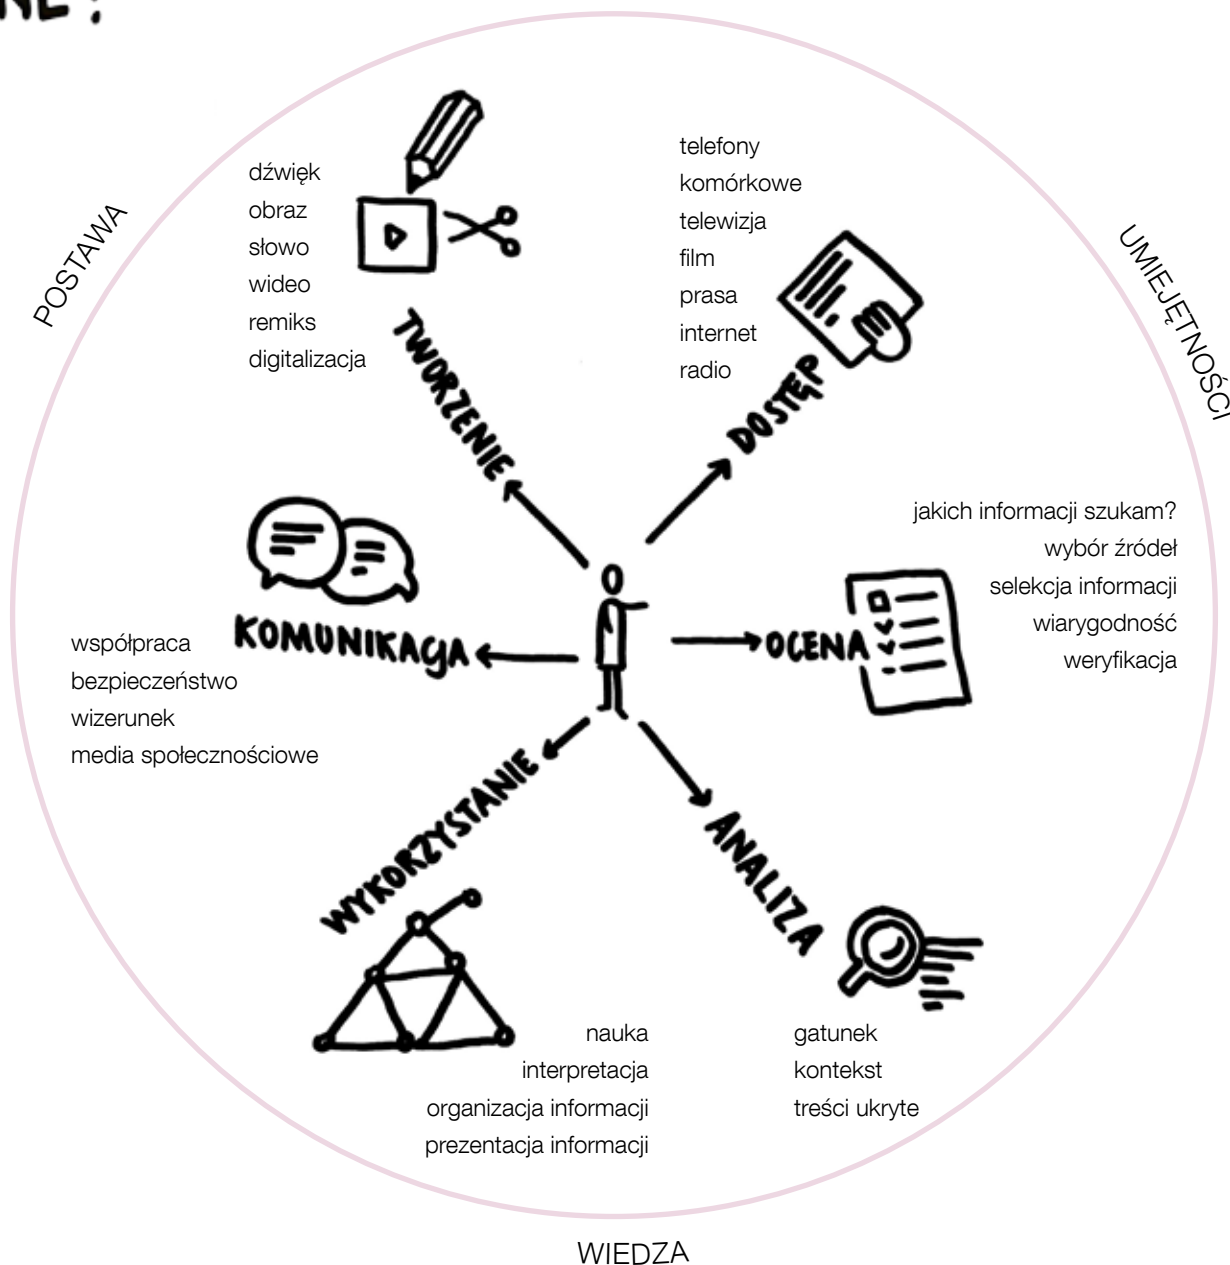 dźwięk
obraz
słowo
wideo
remiks
digitalizacja
telefony
komórkowe
telewizja
film
prasa
internet
radio
POSTAWA
UMIEJĘTNOŚCI
TWORZENIE
DOSTĘP
jakich informacji szukam?
wybór źródeł
selekcja informacji
wiarygodność
weryfikacja
KOMUNIKACJA
OCENA
współpraca
bezpieczeństwo
wizerunek
media społecznościowe
WYKORZYSTANIE
ANALIZA
nauka
interpretacja
organizacja informacji
prezentacja informacji
gatunek
kontekst
treści ukryte
WIEDZA